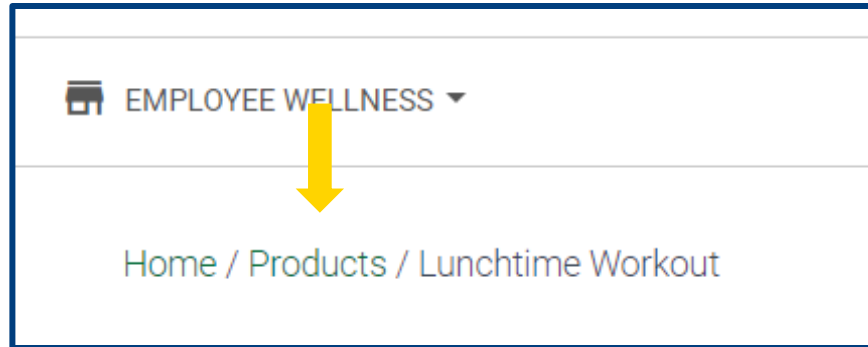 EMPLOYEE WELLNESS
Home / Products / Lunchtime Workout